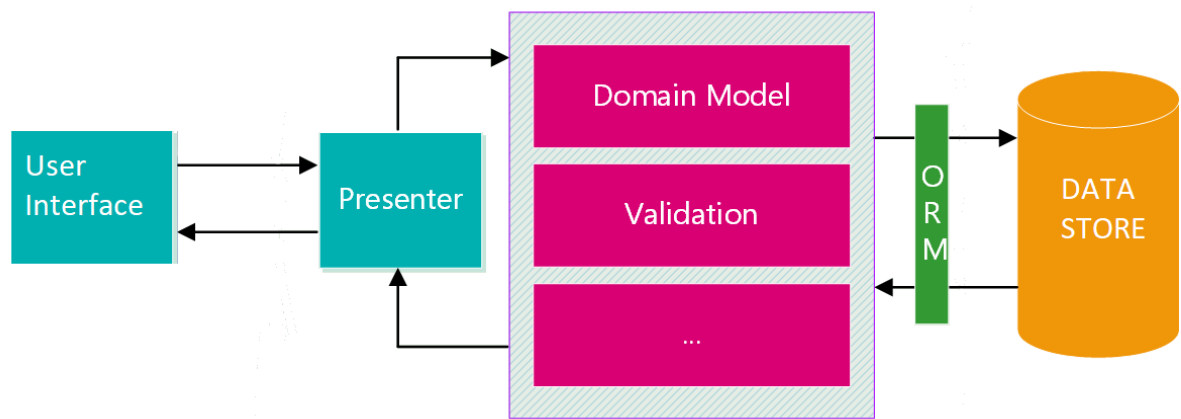 User
Interface
Presenter
Domain Model
Validation
...
O
R
M
DATA
STORE